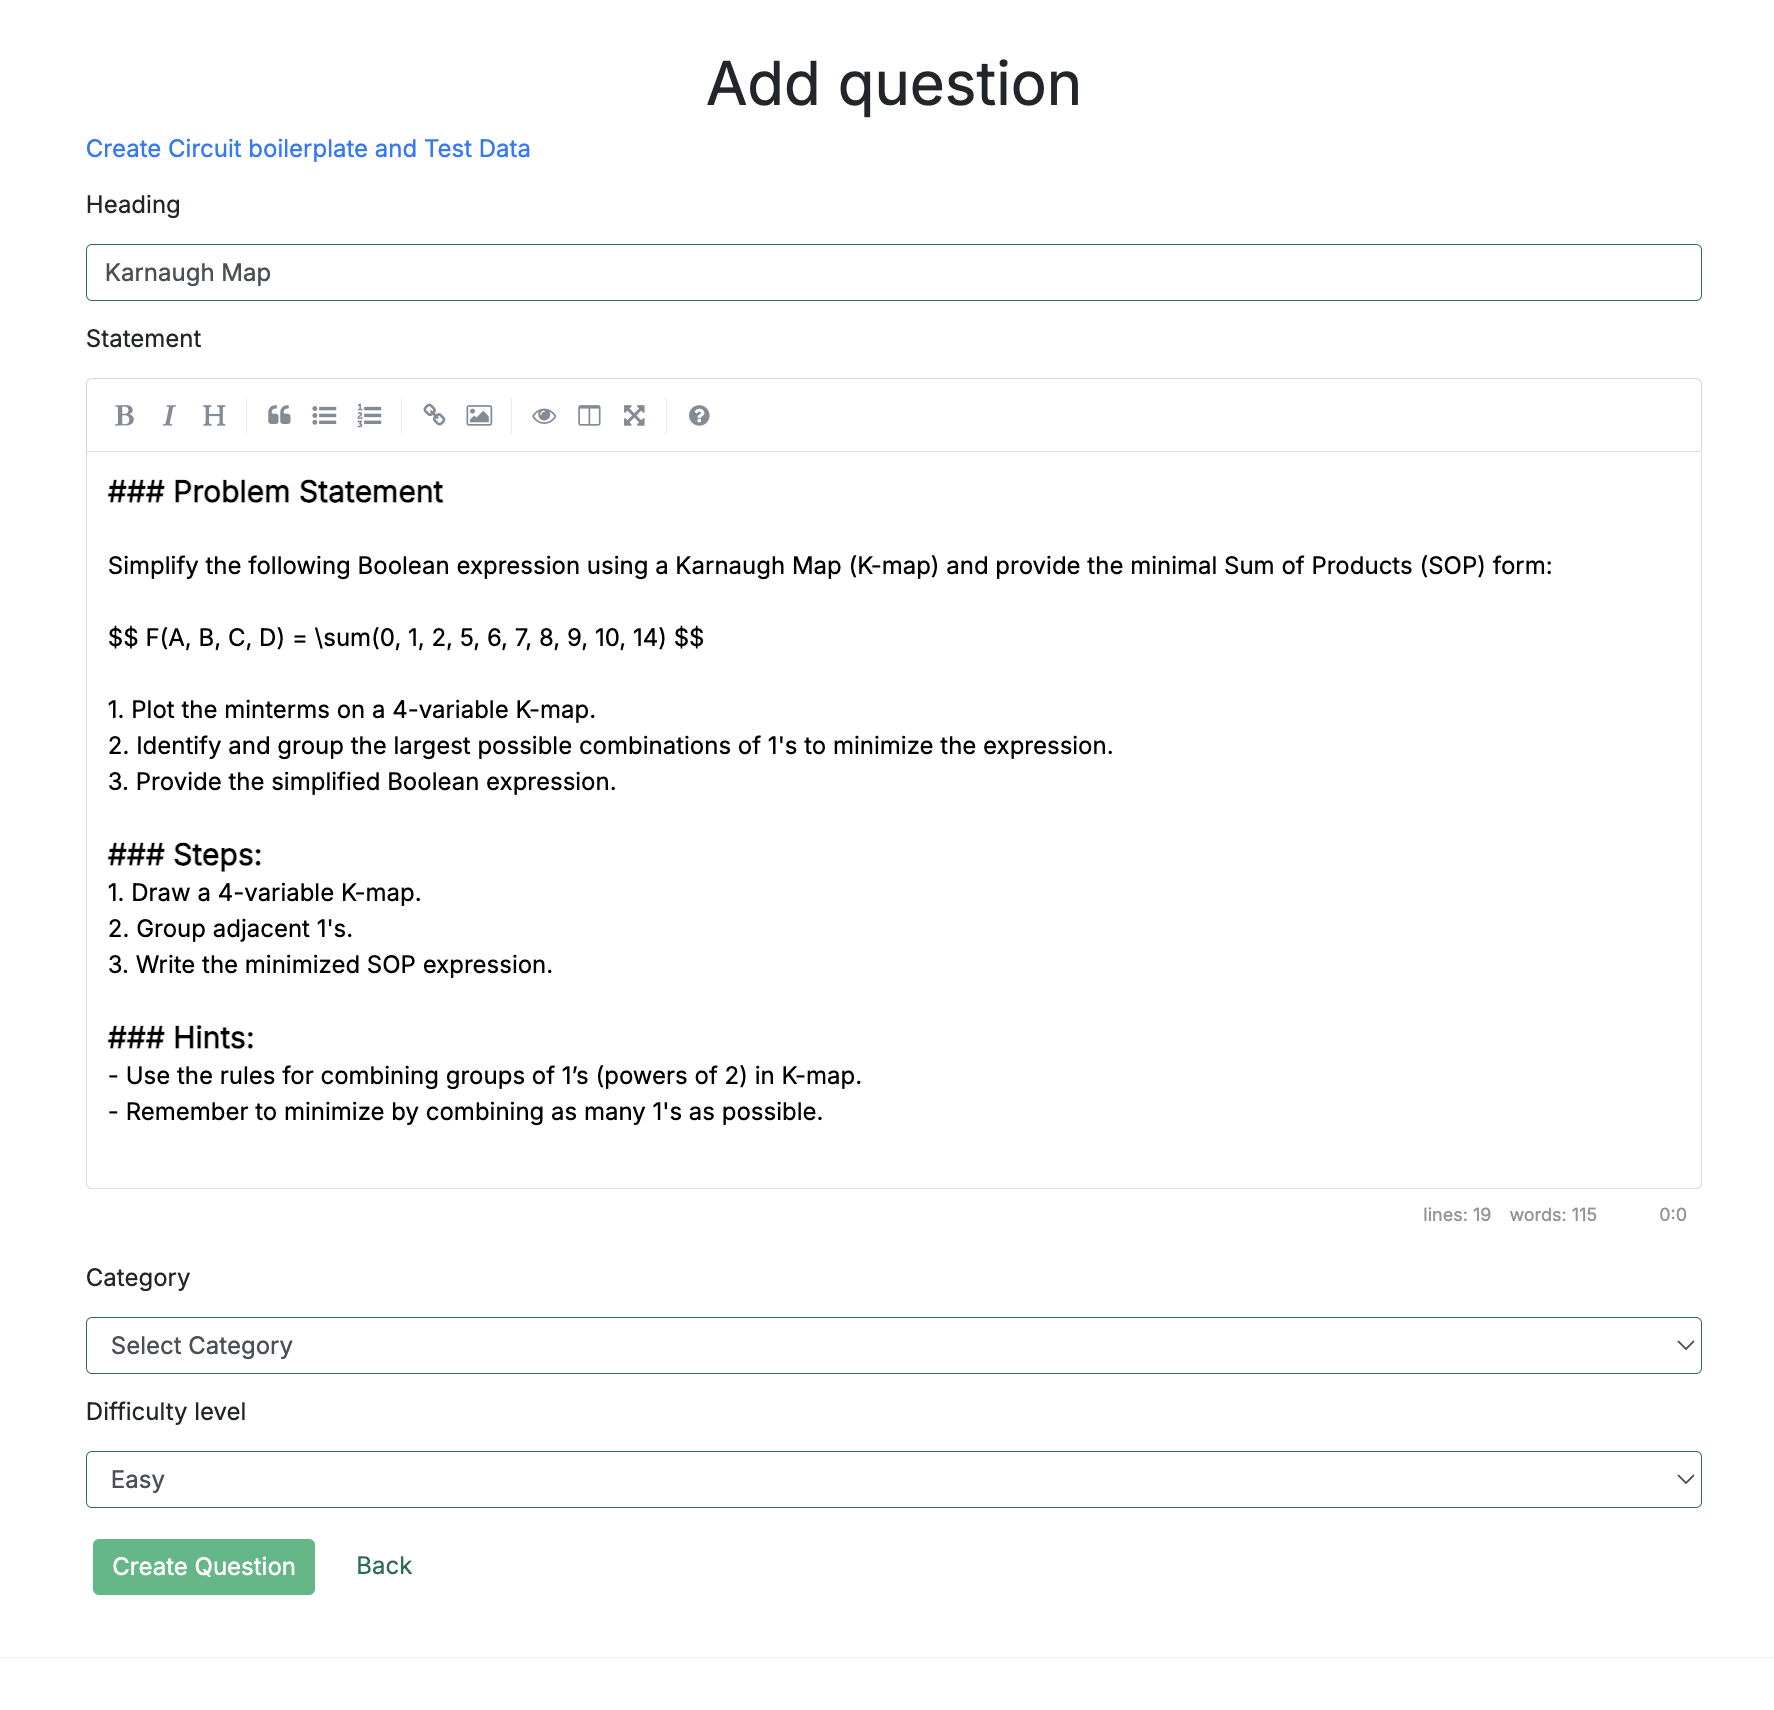 Add question
Create Circuit boilerplate and Test Data
Heading
Karnaugh Map
Statement
B I H
### Problem Statement
Simplify the following Boolean expression using a Karnaugh Map (K-map) and provide the minimal Sum of Products (SOP) form:
$$ F(A, B, C, D) = \sum(0, 1, 2, 5, 6, 7, 8, 9, 10, 14) $$
1. Plot the minterms on a 4-variable K-map.
2. Identify and group the largest possible combinations of 1's to minimize the expression.
3. Provide the simplified Boolean expression.
### Steps:
1. Draw a 4-variable K-map.
2. Group adjacent 1's.
3. Write the minimized SOP expression.
### Hints:
- Use the rules for combining groups of 1’s (powers of 2) in K-map.
- Remember to minimize by combining as many 1's as possible.
lines: 19 words: 115 0:0
Category
Select Category
Difficulty level
Easy
Create Question Back